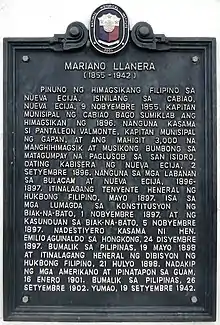 MARIANO LLANERA
(1855 - 1942)
PINUNO NG HIMAGSIKANG FILIPINO SA
NUEVA ECIJA. ISINILANG SA CABIAO,
NUEVA ECIJA, 9 NOBYEMBRE 1855. KAPITAN
MUNISIPAL NG CABIAO BAGO SUMIKLAB ANG
HIMAGSIKAN NG 1896. NANGUNA KASAMA
SI PANTALEON VALMONTE, KAPITAN MUNISIPAL
NG GAPAN, AT ANG MAHIGIT 3,000 NA
MANGHIHIMAGSIK AT MUSIKONG BUMBONG SA
MATAGUMPAY NA PAGLUSOB SA SAN ISIDRO,
DATING KABISERA NG NUEVA ECIJA, 2
SETYEMBRE 1896. NANGUNA SA MGA LABANAN
SA BULACAN AT NUEVA ECIJA, 1896-
1897. ITINALAGANG TENYENTE HENERAL NG
HUKBONG FILIPINO, MAYO 1897. ISA SA
MGA LUMAGDA NG KONSTITUSYON NG
BIAK-NA-BATO, 1 NOBYEMBRE 1897, AT NG
KASUNDUAN SA BIAK-NA-BATO, 5 NOBYEMBRE
1897. NADESTIYERO KASAMA NI HEN.
EMILIO AGUINALDO SA HONGKONG, 24 DISYEMBRE
1897. BUMALIK SA PILIPINAS, 19 MAYO 1898
AT ITINALAGANG HENERAL NG DIBISYON NG
HUKBONG FILIPINO, 21 HULYO 1898. NADAKIP
NG MGA AMERIKANO AT IPINATAPON SA GUAM,
16 ENERO 1901. BUMALIK SA PILIPINAS, 26
SETYEMBRE 1902. YUMAO, 19 SETYEMBRE 1942.